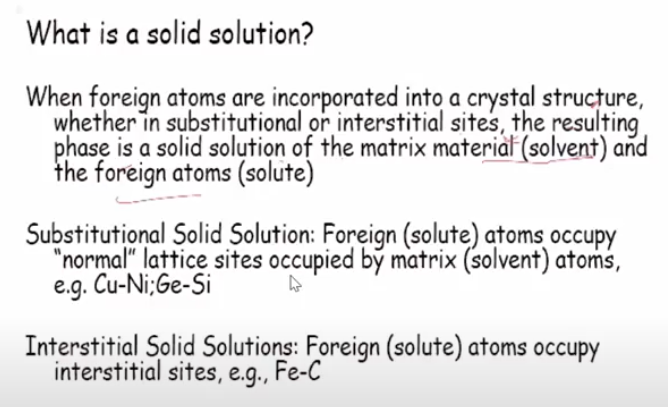 What is a solid solution?
When foreign atoms are incorporated into a crystal structure,
whether in substitutional or interstitial sites, the resulting
phase is a solid solution of the matrix material (solvent) and
the foreign atoms (solute)
Substitutional Solid Solution: Foreign (solute) atoms occupy
“normal” lattice sites occupied by matrix (solvent) atoms,
e.g. Cu-Ni;Ge-Si
Interstitial Solid Solutions: Foreign (solute) atoms occupy
interstitial sites, e.g., Fe-C